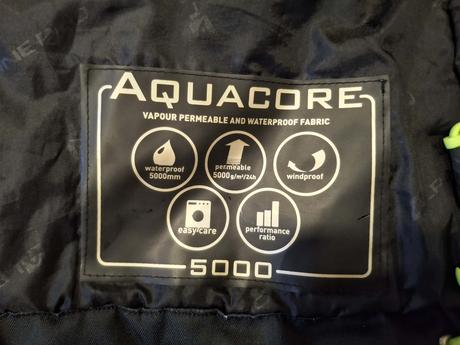 AQUACORE
VAPOUR PERMEABLE AND WATERPROOF FABRIC
waterproof
5000mm
permeable
5000g/m²/24h
windproof
easy care
performance
ratio
5000